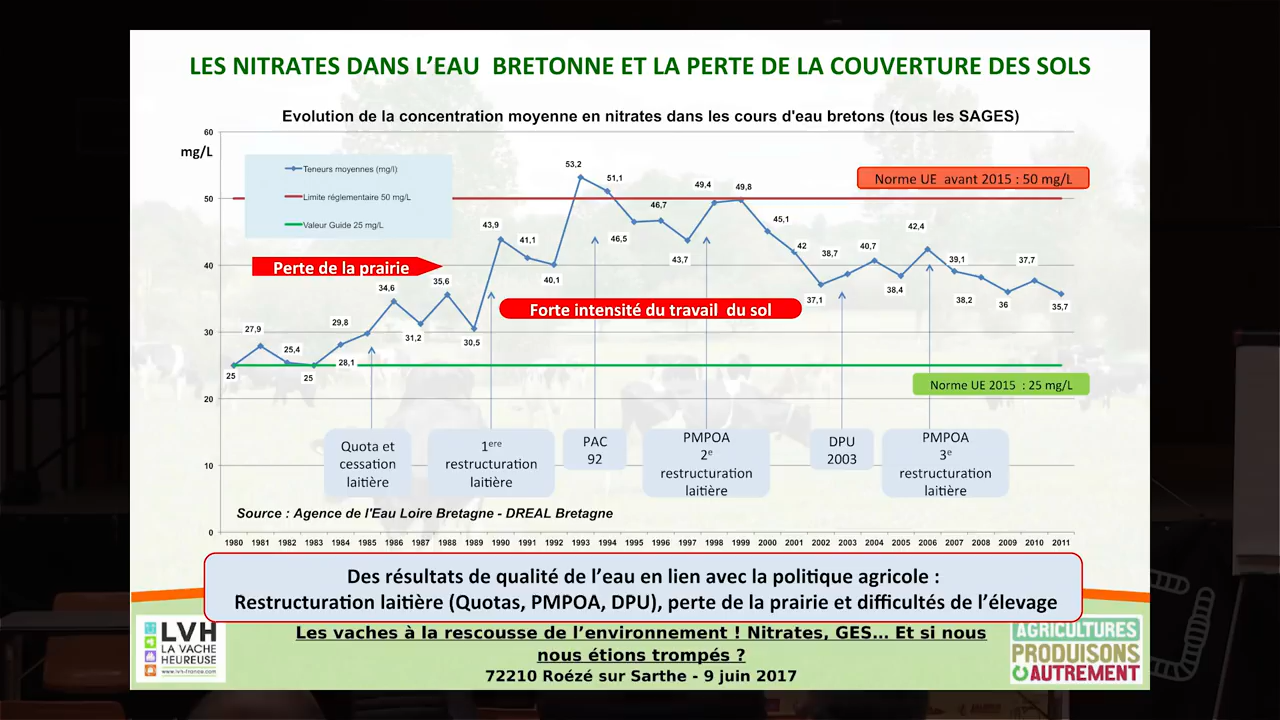 LES NITRATES DANS L'EAU BRETONNE ET LA PERTE DE LA COUVERTURE DES SOLS
Evolution de la concentration moyenne en nitrates dans les cours d'eau bretons (tous les SAGES)
60
mg/L
Teneurs moyennes (mg/l)
Limite réglementaire 50 mg/L
Valeur Guide 25 mg/L
Norme UE avant 2015 : 50 mg/L
50
40
30
20
10
0
Perte de la prairie
Forte intensité du travail du sol
Norme UE 2015 : 25 mg/L
25
27,9
25,4
25
29,8
28,1
34,6
31,2
35,6
30,5
43,9
41,1
40,1
53,2
51,1
46,5
46,7
43,7
49,4
49,8
45,1
42
37,1
38,7
40,7
38,4
42,4
39,1
38,2
36
37,7
35,7
Quota et
cessation
laitière
1ere
restructuration
laitière
PAC
92
PMPOA
2e
restructuration
laitière
DPU
2003
PMPOA
3e
restructuration
laitière
Source : Agence de l'Eau Loire Bretagne - DREAL Bretagne
1980 1981 1982 1983 1984 1985 1986 1987 1988 1989 1990 1991 1992 1993 1994 1995 1996 1997 1998 1999 2000 2001 2002 2003 2004 2005 2006 2007 2008 2009 2010 2011
Des résultats de qualité de l'eau en lien avec la politique agricole :
Restructuration laitière (Quotas, PMPOA, DPU), perte de la prairie et difficultés de l'élevage
LVH
LA VACHE
HEUREUSE
www.lvh-france.com
Les vaches à la rescousse de l'environnement ! Nitrates, GES... Et si nous
nous étions trompés ?
72210 Roézé sur Sarthe - 9 juin 2017
AGRICULTURES
PRODUISONS
AUTREMENT